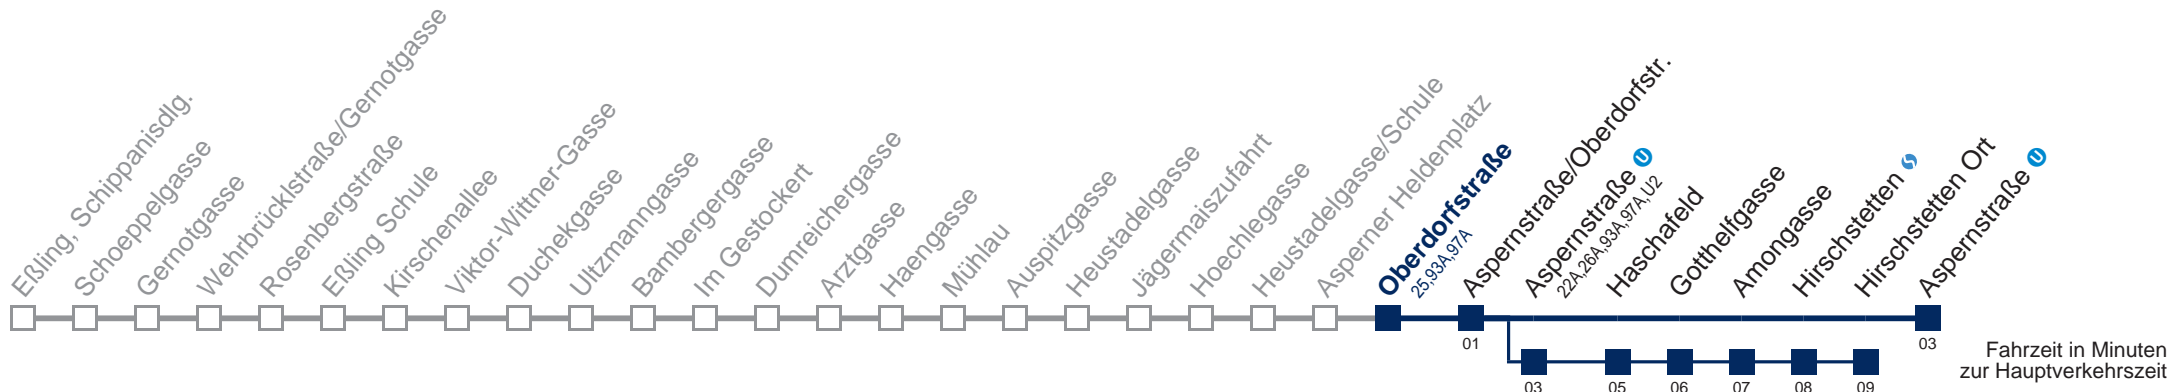 Eßling, Schippanisdlg.
Schoeppelgasse
Gernotgasse
Wehrbrücklstraße/Gernotgasse
Rosenbergstraße
Eßling Schule
Kirschenallee
Viktor-Wittner-Gasse
Duchekgasse
Ultzmanngasse
Bambergergasse
Im Gestockert
Dumreichergasse
Arztgasse
Haengasse
Mühlau
Auspitzgasse
Heustadelgasse
Jägermaiszufahrt
Hoechlegasse
Heustadelgasse/Schule
Asperner Heldenplatz
Oberdorfstraße
25,93A,97A
Aspernstraße/Oberdorfstr.
Aspernstraße U
22A,26A,93A,97A,U2
Haschafeld
Gotthelfgasse
Amongasse
Hirschstetten S
Hirschstetten Ort
Aspernstraße U
01
03
03
05
06
07
08
09
Fahrzeit in Minuten
zur Hauptverkehrszeit